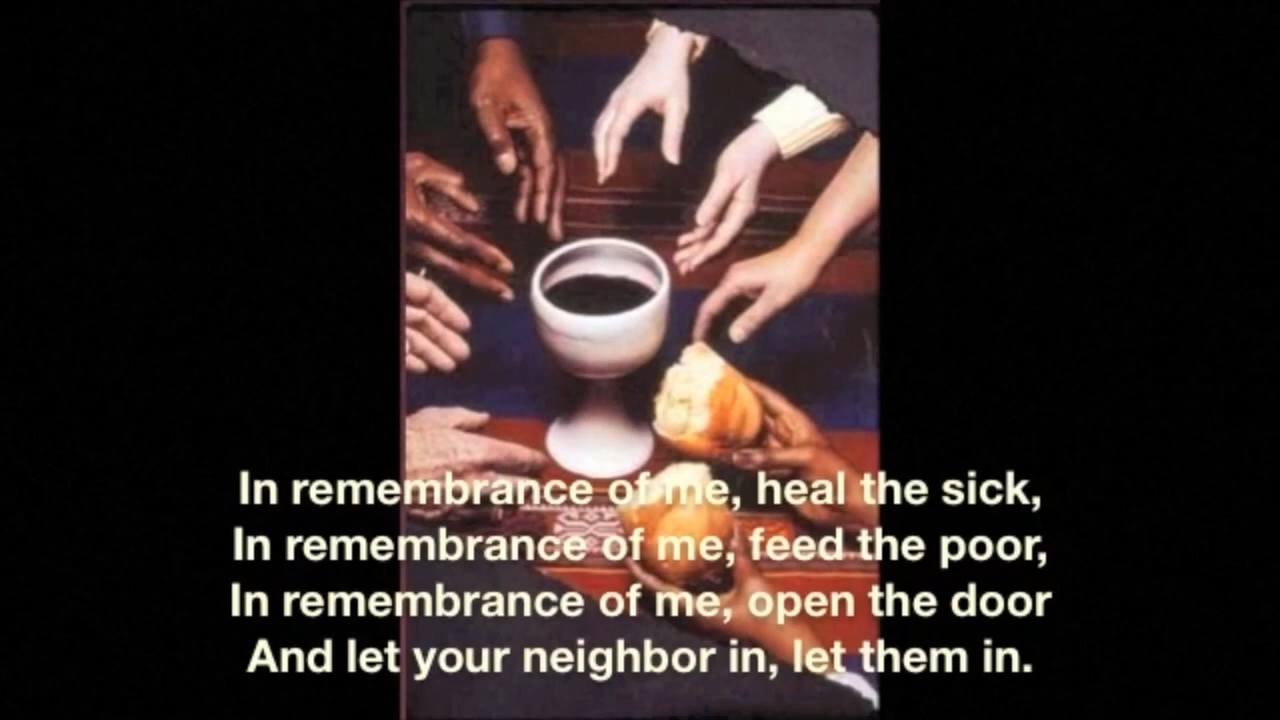 In remembrance of me, heal the sick,
In remembrance of me, feed the poor,
In remembrance of me, open the door
And let your neighbor in, let them in.